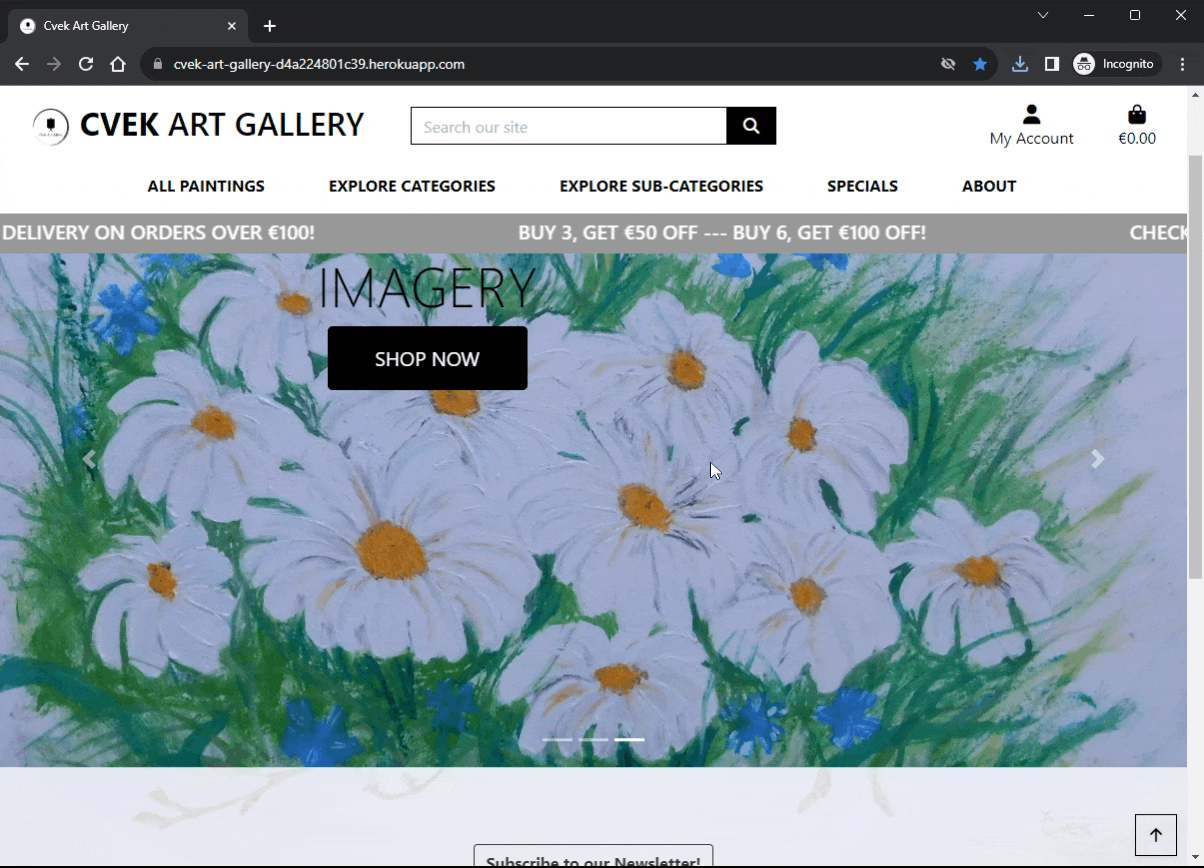 Cvek Art Gallery
cvek-art-gallery-d4a224801c39.herokuapp.com
Incognito
CVEK ART GALLERY
Search our site
My Account
€0.00
ALL PAINTINGS
EXPLORE CATEGORIES
EXPLORE SUB-CATEGORIES
SPECIALS
ABOUT
DELIVERY ON ORDERS OVER €100!
BUY 3, GET €50 OFF --- BUY 6, GET €100 OFF!
CHECK
IMAGERY
SHOP NOW
Subscribe to our Newsletter!